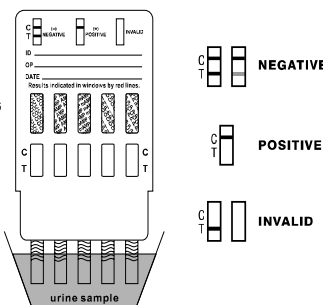 C (-) NEGATIVE (+) POSITIVE INVALID
T
ID
OP
DATE
Results indicated in windows by red lines.
C C
T T
urine sample
C NEGATIVE
T
C POSITIVE
T
C INVALID
T